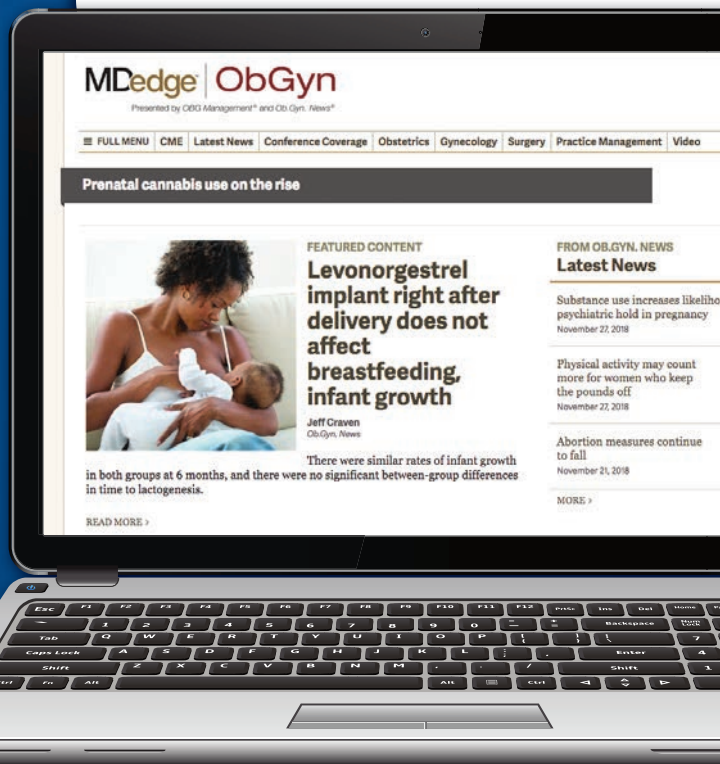 MDedge | ObGyn
Presented by OBG Management® and Ob.Gyn. News®
≡ FULL MENU CME Latest News Conference Coverage Obstetrics Gynecology Surgery Practice Management Video
Prenatal cannabis use on the rise
FEATURED CONTENT
Levonorgestrel
implant right after
delivery does not
affect
breastfeeding,
infant growth
Jeff Craven
Ob.Gyn. News
There were similar rates of infant growth
in both groups at 6 months, and there were no significant between-group differences
in time to lactogenesis.
READ MORE >
FROM OB.GYN. NEWS
Latest News
Substance use increases likeliho
psychiatric hold in pregnancy
November 27, 2018
Physical activity may count
more for women who keep
the pounds off
November 27, 2018
Abortion measures continue
to fall
November 21, 2018
MORE >
Esc F1 F2 F3 F4 F5 F6 F7 F8 F9 F10 F11 F12 PrtSc Ins Del Home
1 2 3 4 5 6 7 8 9 0 Backspace Num Lock
Tab Q W E R T Y U I O P 7
Caps Lock A S D F G H J K L Enter 4
Shift Z X C V B N M Shift 1
Ctrl Fn Alt Alt Ctrl